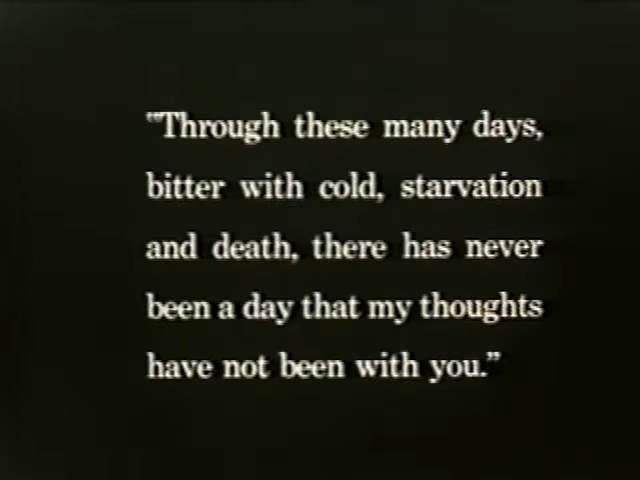 "Through these many days,
bitter with cold, starvation
and death, there has never
been a day that my thoughts
have not been with you."